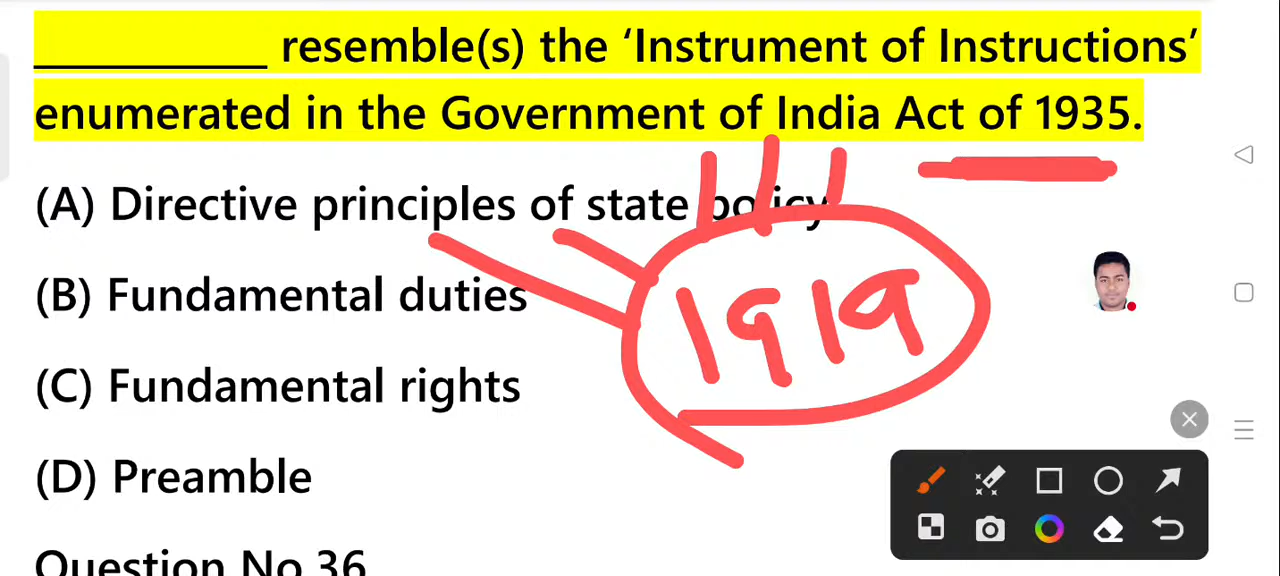 __________ resemble(s) the ‘Instrument of Instructions’
enumerated in the Government of India Act of 1935.
(A) Directive principles of state policy
(B) Fundamental duties
(C) Fundamental rights
(D) Preamble
1919
Question No 36